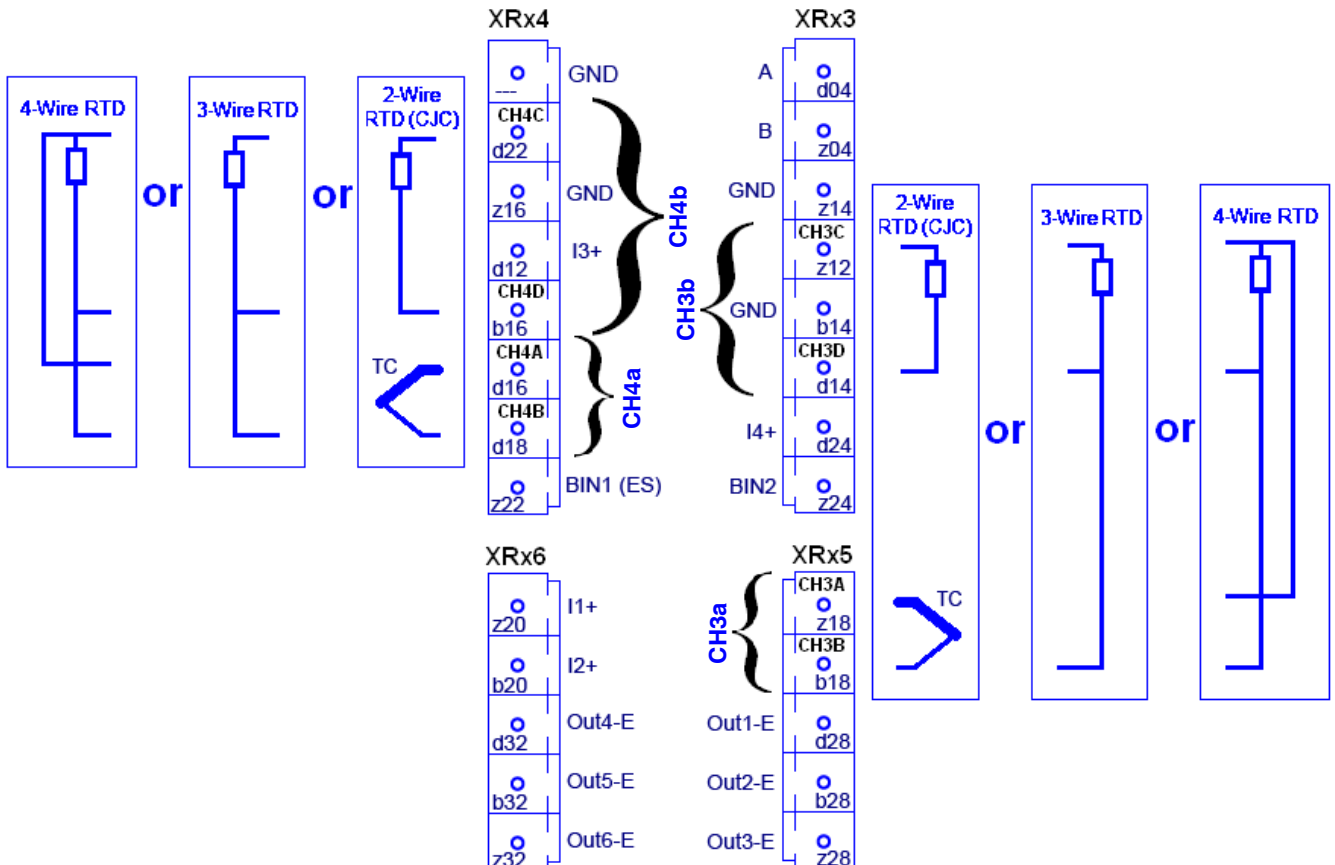 XRx4
GND
---
CH4C
d22
GND
z16
I3+
d12
CH4D
b16
CH4A
d16
CH4B
d18
BIN1 (ES)
z22
CH4b
CH4a
4-Wire RTD
or
3-Wire RTD
or
2-Wire
RTD (CJC)
TC
XRx3
A
d04
B
z04
GND
z14
CH3C
z12
GND
b14
CH3D
d14
I4+
d24
BIN2
z24
CH3b
2-Wire
RTD (CJC)
TC
or
3-Wire RTD
or
4-Wire RTD
XRx6
I1+
z20
I2+
b20
Out4-E
d32
Out5-E
b32
Out6-E
z32
XRx5
CH3a
CH3A
z18
CH3B
b18
Out1-E
d28
Out2-E
b28
Out3-E
z28